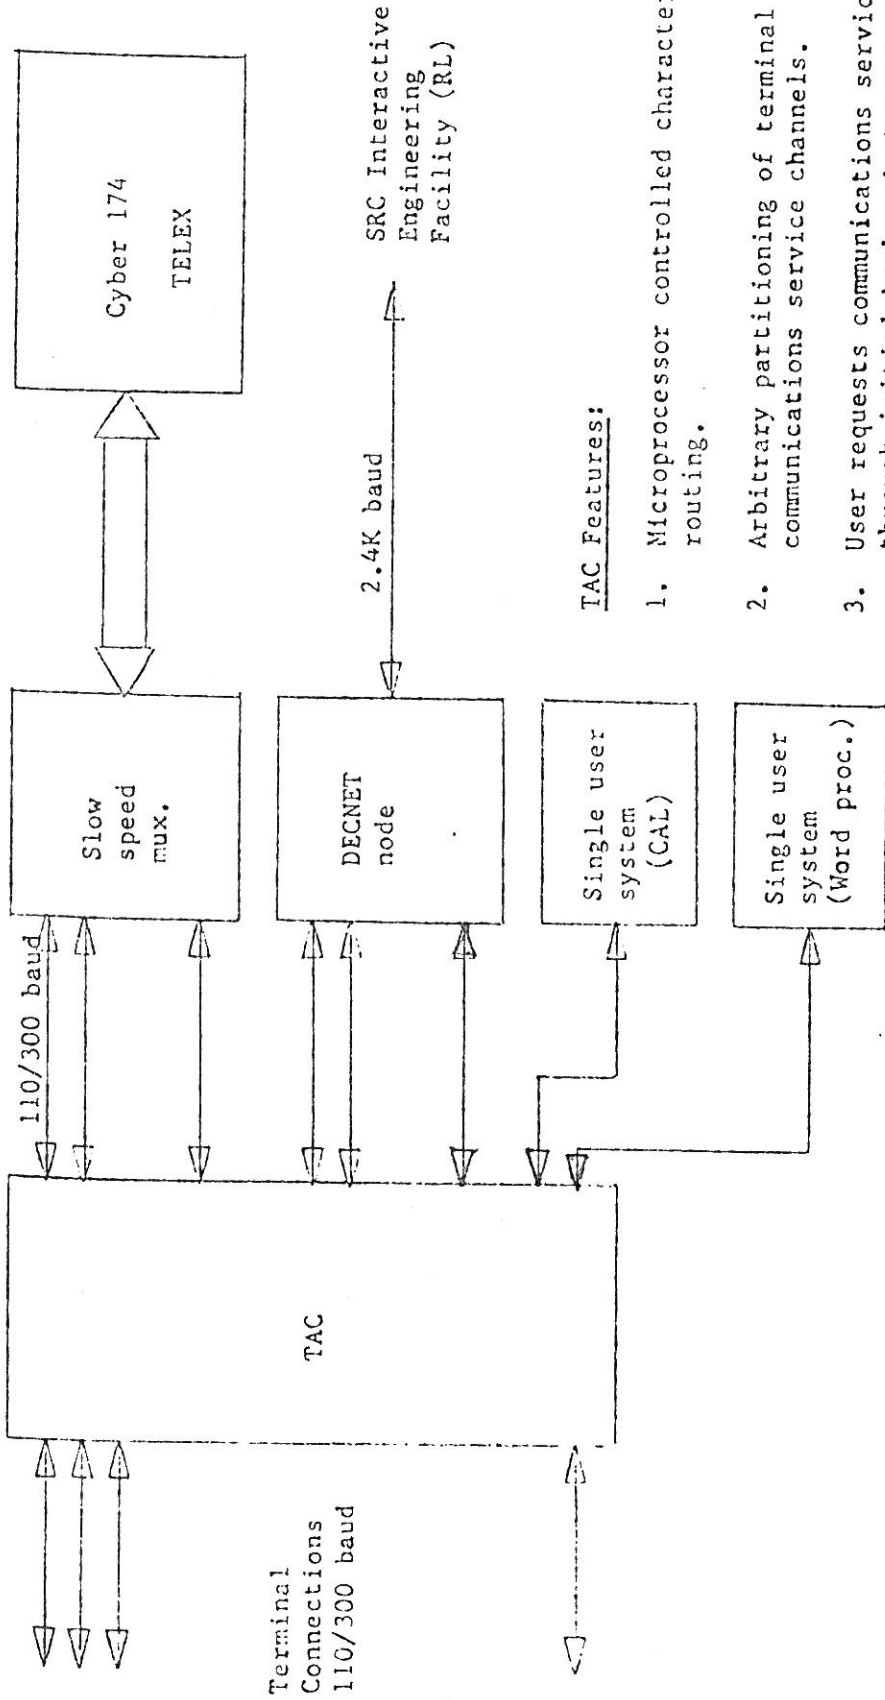 Cyber 174
TELEX
SRC Interactive
Engineering
Facility (RL)
2.4K baud
Slow
speed
mux.
DECNET
node
Single user
system
(CAL)
Single user
system
(Word proc.)
110/300 baud
TAC
Terminal
Connections
110/300 baud
TAC Features:
1. Microprocessor controlled character
routing.
2. Arbitrary partitioning of terminal
communications service channels.
3. User requests communications servic